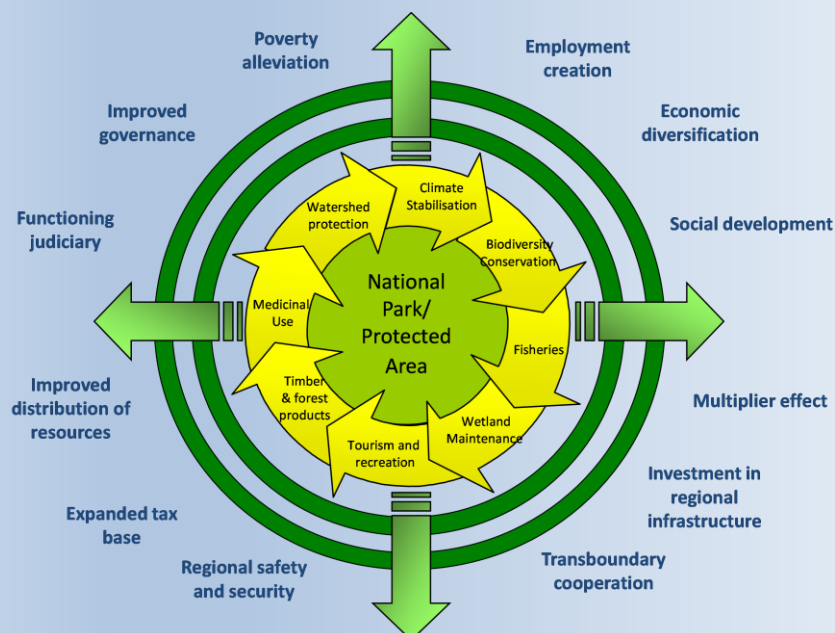 Poverty
alleviation
Employment
creation
Improved
governance
Economic
diversification
Functioning
judiciary
Social development
Improved
distribution of
resources
Multiplier effect
Expanded tax
base
Investment in
regional
infrastructure
Regional safety
and security
Transboundary
cooperation
Climate
Stabilisation
Biodiversity
Conservation
Fisheries
Wetland
Maintenance
Tourism and
recreation
Timber
& forest
products
Medicinal
Use
Watershed
protection
National
Park/
Protected
Area